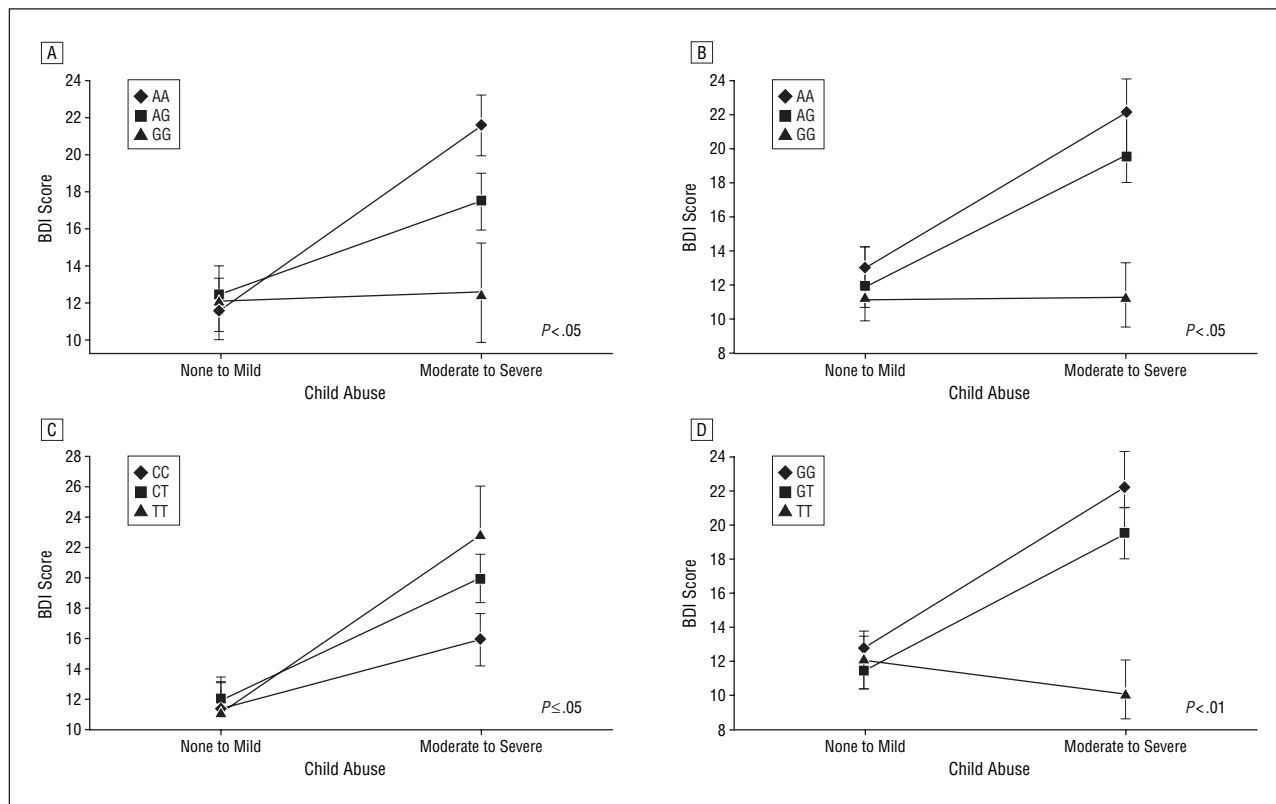 A
24
22
20
18
16
14
12
10
BDI Score
AA
AG
GG
None to Mild
Moderate to Severe
Child Abuse
P<.05
B
24
22
20
18
16
14
12
10
8
BDI Score
AA
AG
GG
None to Mild
Moderate to Severe
Child Abuse
P<.05
C
28
26
24
22
20
18
16
14
12
10
BDI Score
CC
CT
TT
None to Mild
Moderate to Severe
Child Abuse
P≤.05
D
24
22
20
18
16
14
12
10
8
BDI Score
GG
GT
TT
None to Mild
Moderate to Severe
Child Abuse
P<.01